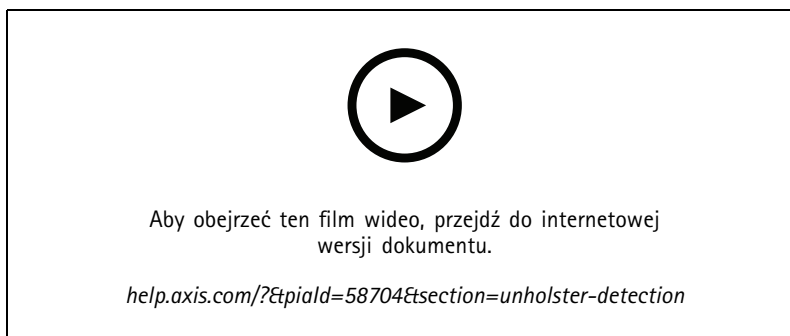 Aby obejrzeć ten film wideo, przejdź do internetowej
wersji dokumentu.
help.axis.com/?&piaId=58704&section=unholster-detection